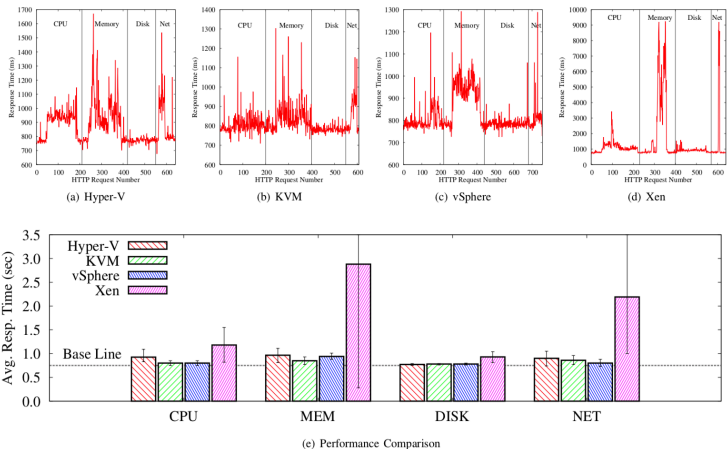 1700
1600
1500
1400
1300
1200
1100
1000
900
800
700
600
Response Time (ms)
CPU Memory Disk Net
0 100 200 300 400 500 600
HTTP Request Number
(a) Hyper-V
1400
1300
1200
1100
1000
900
800
700
600
Response Time (ms)
CPU Memory Disk Net
0 100 200 300 400 500 600
HTTP Request Number
(b) KVM
1300
1200
1100
1000
900
800
700
600
Response Time (ms)
CPU Memory Disk Net
0 100 200 300 400 500 600 700
HTTP Request Number
(c) vSphere
10000
9000
8000
7000
6000
5000
4000
3000
2000
1000
0
Response Time (ms)
CPU Memory Disk Net
0 100 200 300 400 500 600
HTTP Request Number
(d) Xen
3.5
3.0
2.5
2.0
1.5
1.0
0.5
0.0
Avg. Resp. Time (sec)
Hyper-V
KVM
vSphere
Xen
Base Line
CPU MEM DISK NET
(e) Performance Comparison